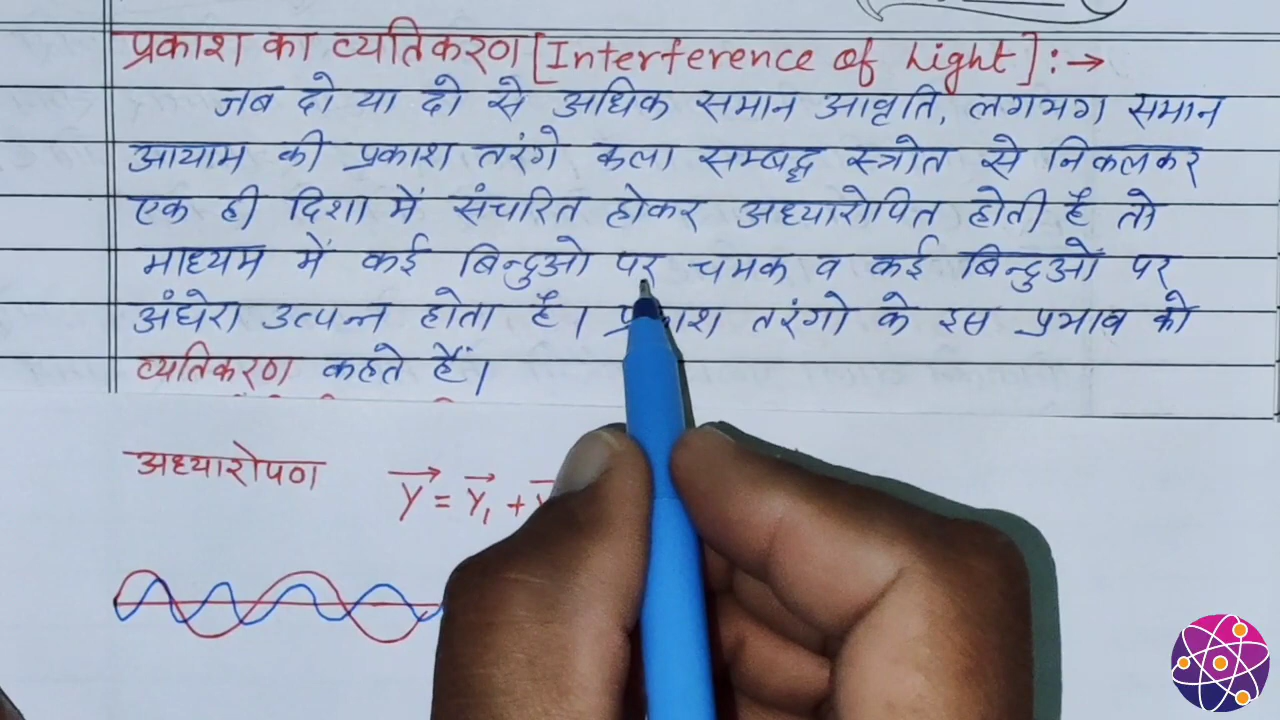 प्रकाश का व्यतिकरण [Interference of Light] :→
जब दो या दो से अधिक समान आवृति, लगभग समान
आयाम की प्रकाश तरंगे कला सम्बद्ध स्त्रोत से निकलकर
एक ही दिशा में संचरित होकर अध्यारोपित होती है तो
माध्यम में कई बिन्दुओ पर चमक व कई बिन्दुओं पर
अंधेरा उत्पन्न होता है। तरंगो के इस प्रभाव को
व्यतिकरण कहते हैं।
अध्यारोपण Y⃗ = Y⃗₁ +